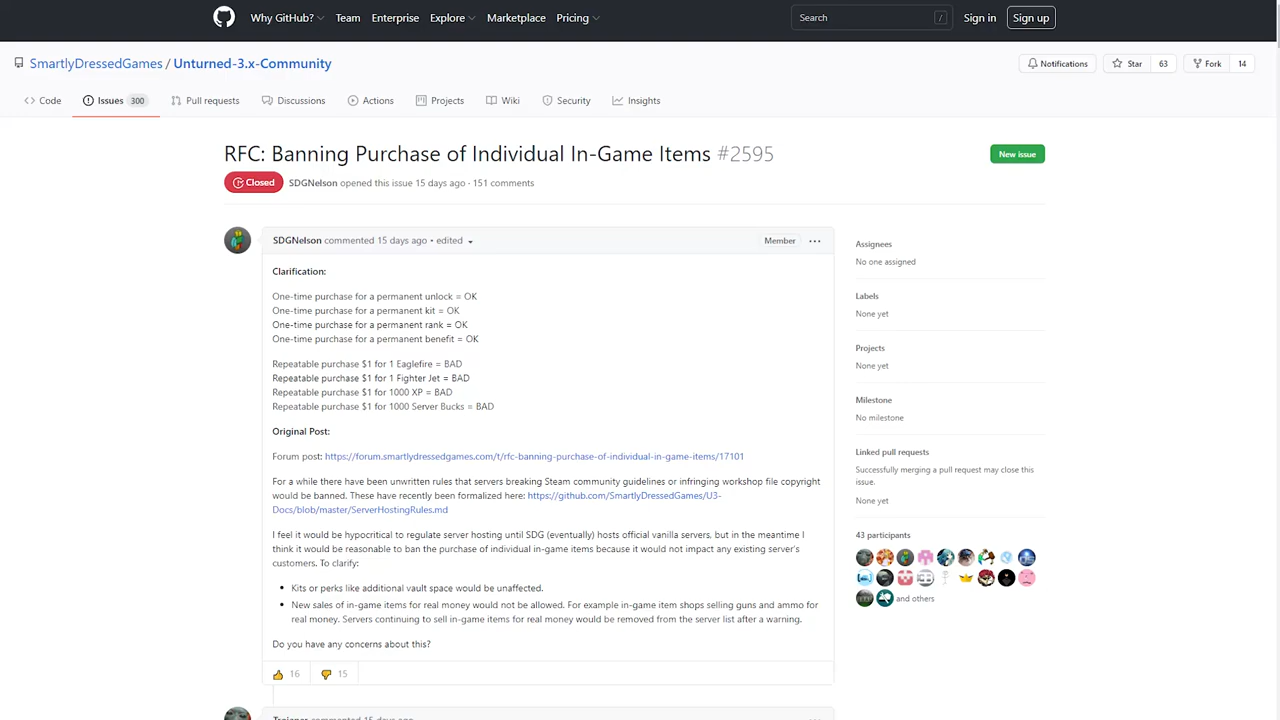 Why GitHub? Team Enterprise Explore Marketplace Pricing Search / Sign in Sign up
SmartlyDressedGames / Unturned-3.x-Community Notifications Star 63 Fork 14
Code Issues 300 Pull requests Discussions Actions Projects Wiki Security Insights
RFC: Banning Purchase of Individual In-Game Items #2595 New issue
Closed SDGNelson opened this issue 15 days ago · 151 comments
SDGNelson commented 15 days ago • edited Member ...
Clarification:
One-time purchase for a permanent unlock = OK
One-time purchase for a permanent kit = OK
One-time purchase for a permanent rank = OK
One-time purchase for a permanent benefit = OK
Repeatable purchase $1 for 1 Eaglefire = BAD
Repeatable purchase $1 for 1 Fighter Jet = BAD
Repeatable purchase $1 for 1000 XP = BAD
Repeatable purchase $1 for 1000 Server Bucks = BAD
Original Post:
Forum post: https://forum.smartlydressedgames.com/t/rfc-banning-purchase-of-individual-in-game-items/17101
For a while there have been unwritten rules that servers breaking Steam community guidelines or infringing workshop file copyright
would be banned. These have recently been formalized here: https://github.com/SmartlyDressedGames/U3-
Docs/blob/master/ServerHostingRules.md
I feel it would be hypocritical to regulate server hosting until SDG (eventually) hosts official vanilla servers, but in the meantime I
think it would be reasonable to ban the purchase of individual in-game items because it would not impact any existing server's
customers. To clarify:
• Kits or perks like additional vault space would be unaffected.
• New sales of in-game items for real money would not be allowed. For example in-game item shops selling guns and ammo for
real money. Servers continuing to sell in-game items for real money would be removed from the server list after a warning.
Do you have any concerns about this?
16 15
commented 15 days ago
Assignees
No one assigned
Labels
None yet
Projects
None yet
Milestone
No milestone
Linked pull requests
Successfully merging a pull request may close this
issue.
None yet
43 participants
and others